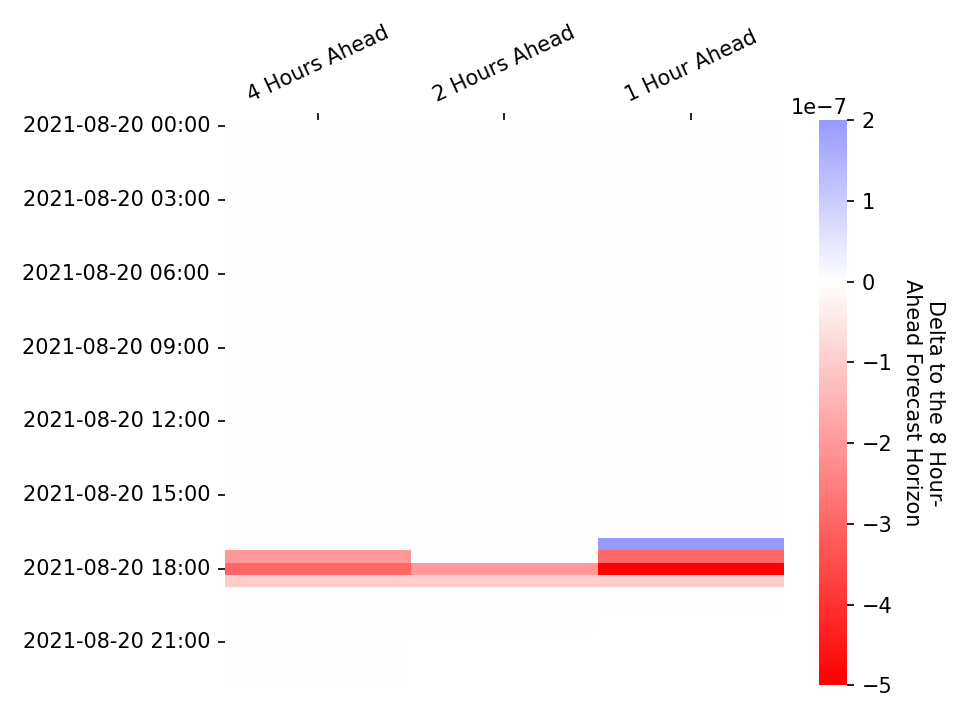 4 Hours Ahead
2 Hours Ahead
1 Hour Ahead
2021-08-20 00:00
2021-08-20 03:00
2021-08-20 06:00
2021-08-20 09:00
2021-08-20 12:00
2021-08-20 15:00
2021-08-20 18:00
2021-08-20 21:00
1e−7
2
1
0
−1
−2
−3
−4
−5
Delta to the 8 Hour-
Ahead Forecast Horizon